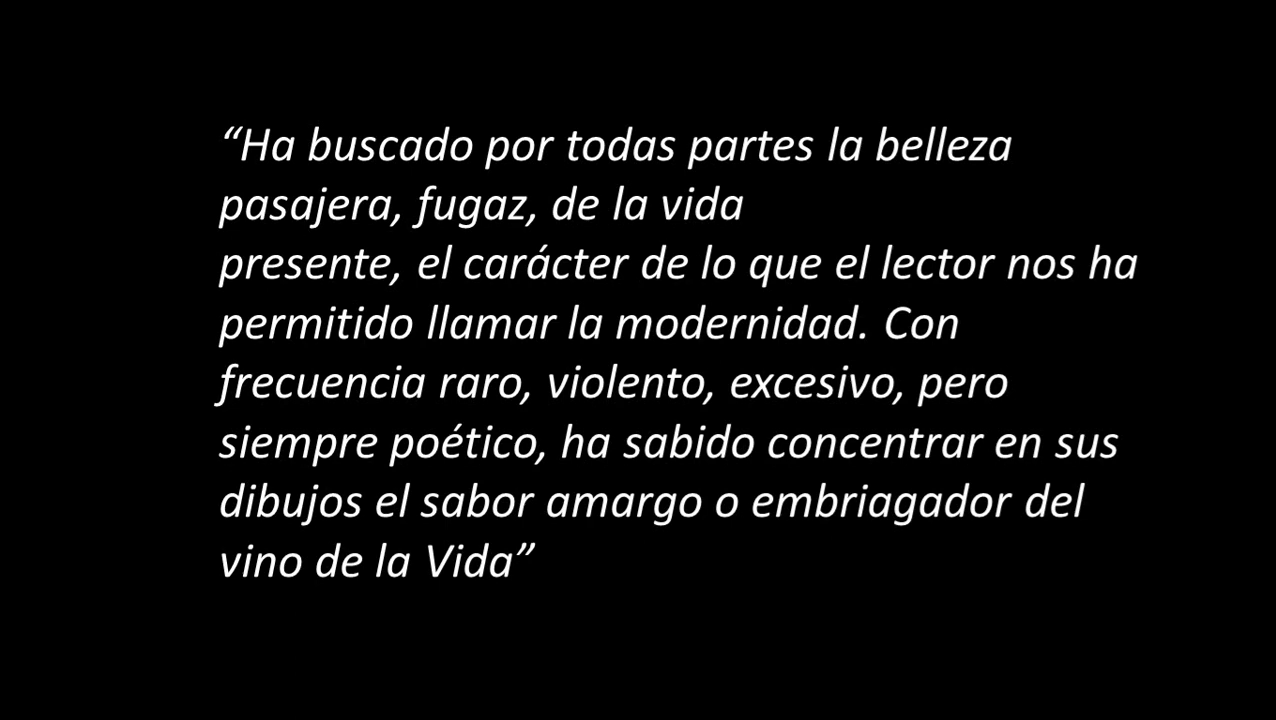 “Ha buscado por todas partes la belleza
pasajera, fugaz, de la vida
presente, el carácter de lo que el lector nos ha
permitido llamar la modernidad. Con
frecuencia raro, violento, excesivo, pero
siempre poético, ha sabido concentrar en sus
dibujos el sabor amargo o embriagador del
vino de la Vida”